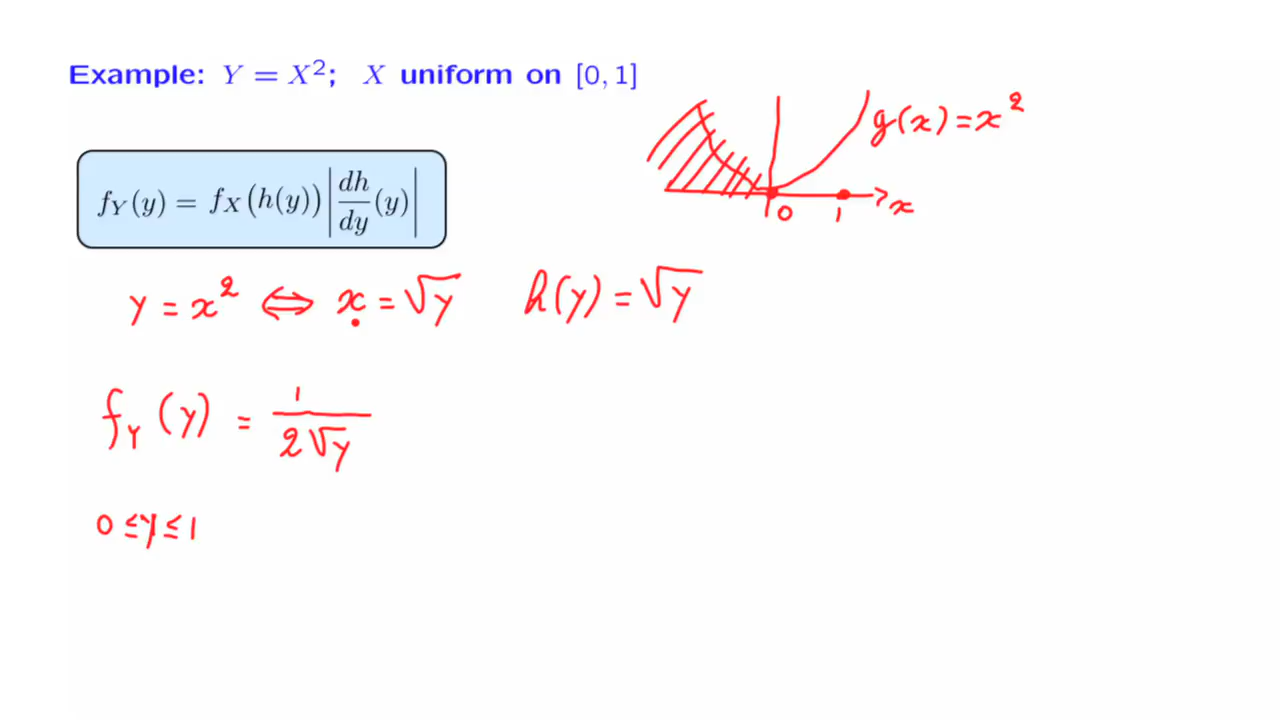 Example: Y = X²; X uniform on [0, 1]
g(x) = x²
0 1 x
f_Y(y) = f_X(h(y)) |dh/dy (y)|
y = x² ⇔ x = √y h(y) = √y
f_Y(y) = 1/(2√y)
0 ≤ y ≤ 1